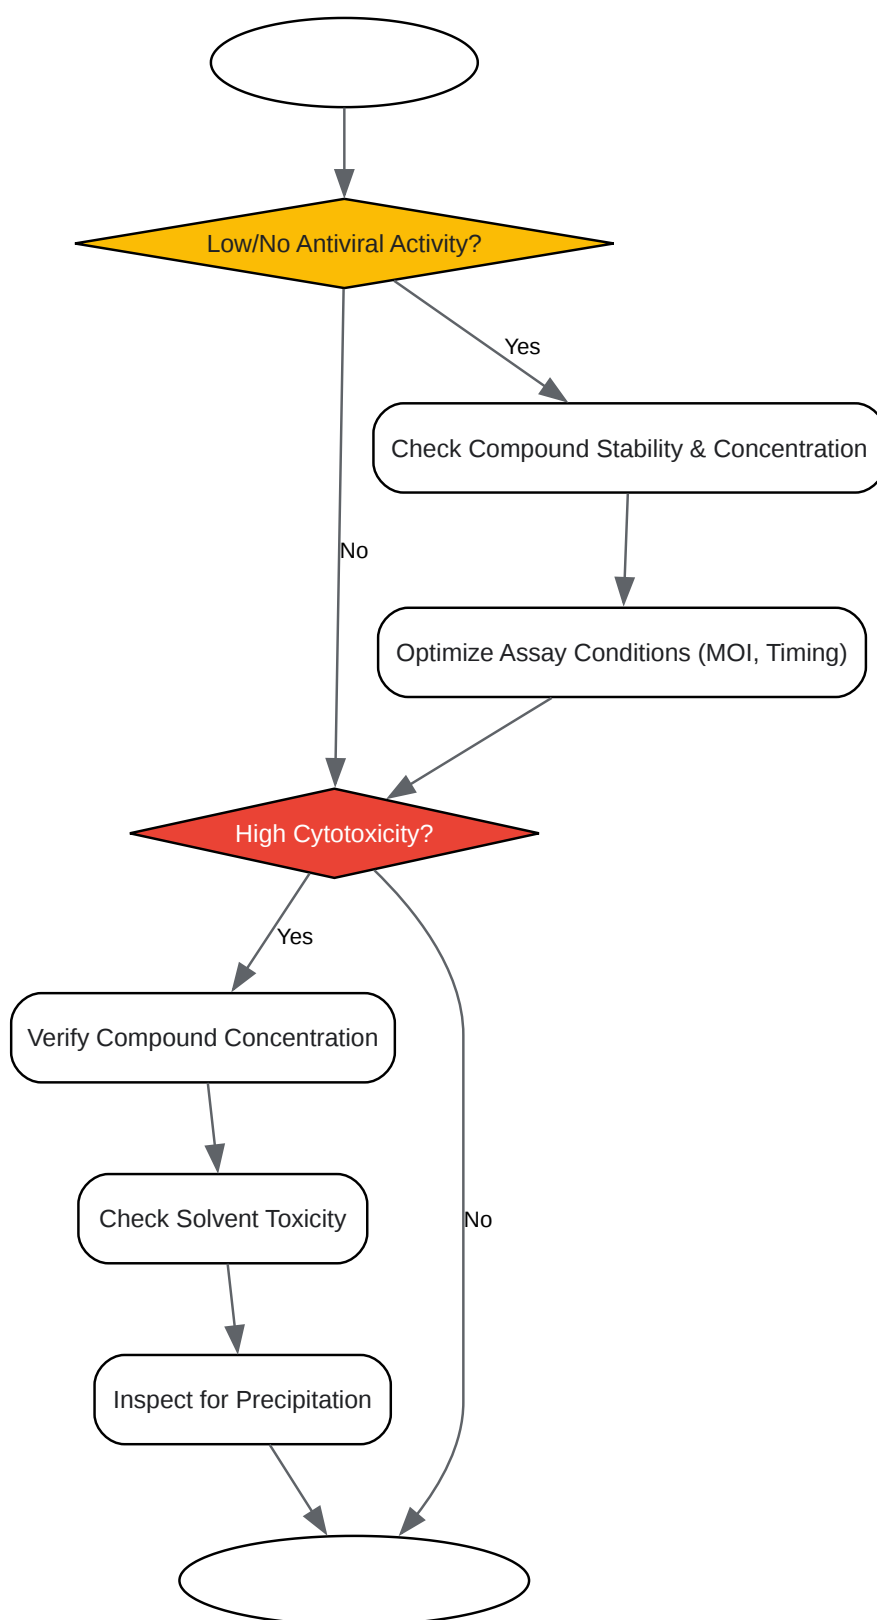 Low/No Antiviral Activity?
Yes
Check Compound Stability & Concentration
No
Optimize Assay Conditions (MOI, Timing)
High Cytotoxicity?
Yes
Verify Compound Concentration
Check Solvent Toxicity
No
Inspect for Precipitation